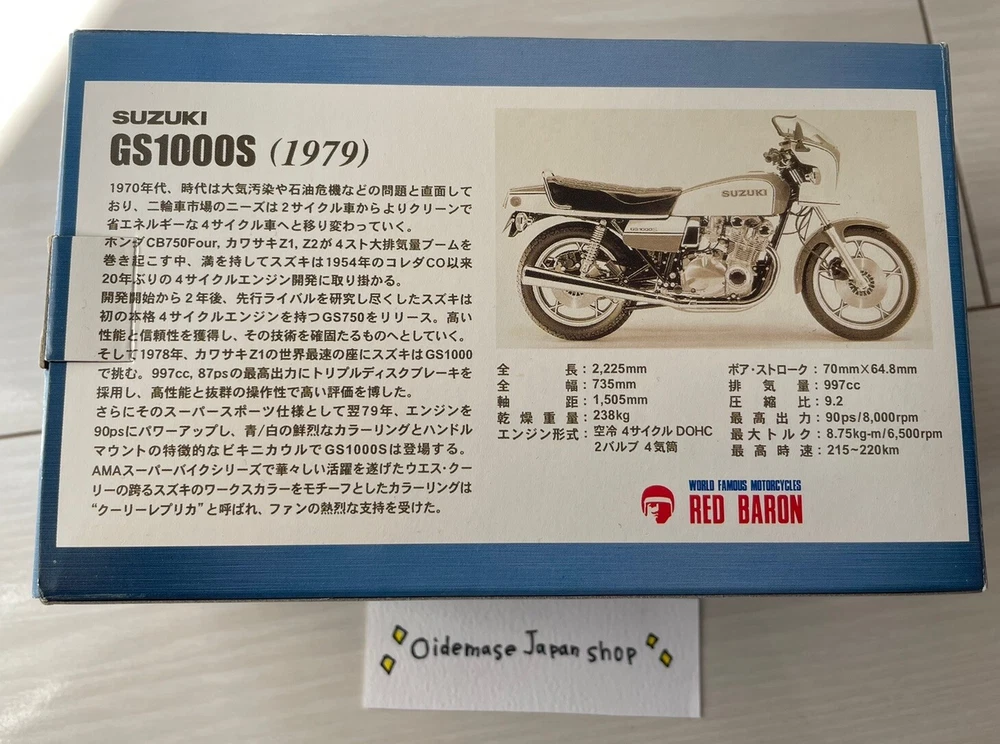 SUZUKI
GS1000S (1979)
1970年代、時代は大気汚染や石油危機などの問題と直面して
おり、二輪車市場のニーズは2サイクル車からよりクリーンで
省エネルギーな4サイクル車へと移り変わっていく。
ホンダCB750Four, カワサキZ1, Z2が4スト大排気量ブームを
巻き起こす中、満を持してスズキは1954年のコレダCO以来
20年ぶりの4サイクルエンジン開発に取り掛かる。
開発開始から2年後、先行ライバルを研究し尽くしたスズキは
初の本格4サイクルエンジンを持つGS750をリリース。高い
性能と信頼性を獲得し、その技術を確固たるものへとしていく。
そして1978年、カワサキZ1の世界最速の座にスズキはGS1000
で挑む。997cc, 87psの最高出力にトリプルディスクブレーキを
採用し、高性能と抜群の操作性で高い評価を博した。
さらにそのスーパースポーツ仕様として翌79年、エンジンを
90psにパワーアップし、青/白の鮮烈なカラーリングとハンドル
マウントの特徴的なビキニカウルでGS1000Sは登場する。
AMAスーパーバイクシリーズで華々しい活躍を遂げたウエス・クー
リーの跨るスズキのワークスカラーをモチーフとしたカラーリングは
“クーリーレプリカ”と呼ばれ、ファンの熱烈な支持を受けた。
SUZUKI
GS1000S
全長：2,225mm
全幅：735mm
軸距：1,505mm
乾燥重量：238kg
エンジン形式：空冷 4サイクル DOHC
2バルブ 4気筒
ボア・ストローク：70mm×64.8mm
排気量：997cc
圧縮比：9.2
最高出力：90ps/8,000rpm
最大トルク：8.75kg-m/6,500rpm
最高時速：215~220km
WORLD FAMOUS MOTORCYCLES
RED BARON
Oidemase Japan shop